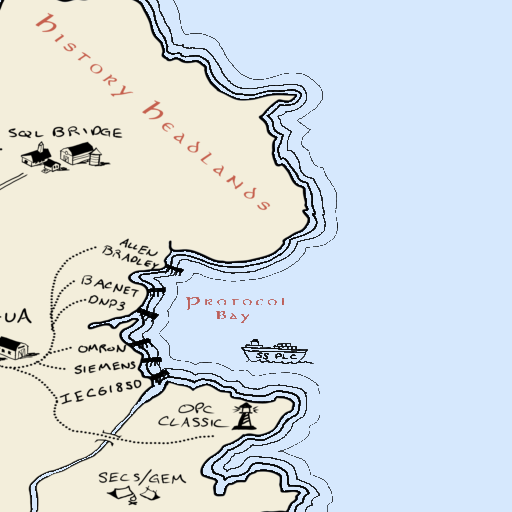 History Headlands
SQL BRIDGE
ALLEN
BRADLEY
BACNET
DNP3
UA
PROTOCOL
BAY
OMRON
SIEMENS
SS PLC
IEC61850
OPC
CLASSIC
SECS/GEM